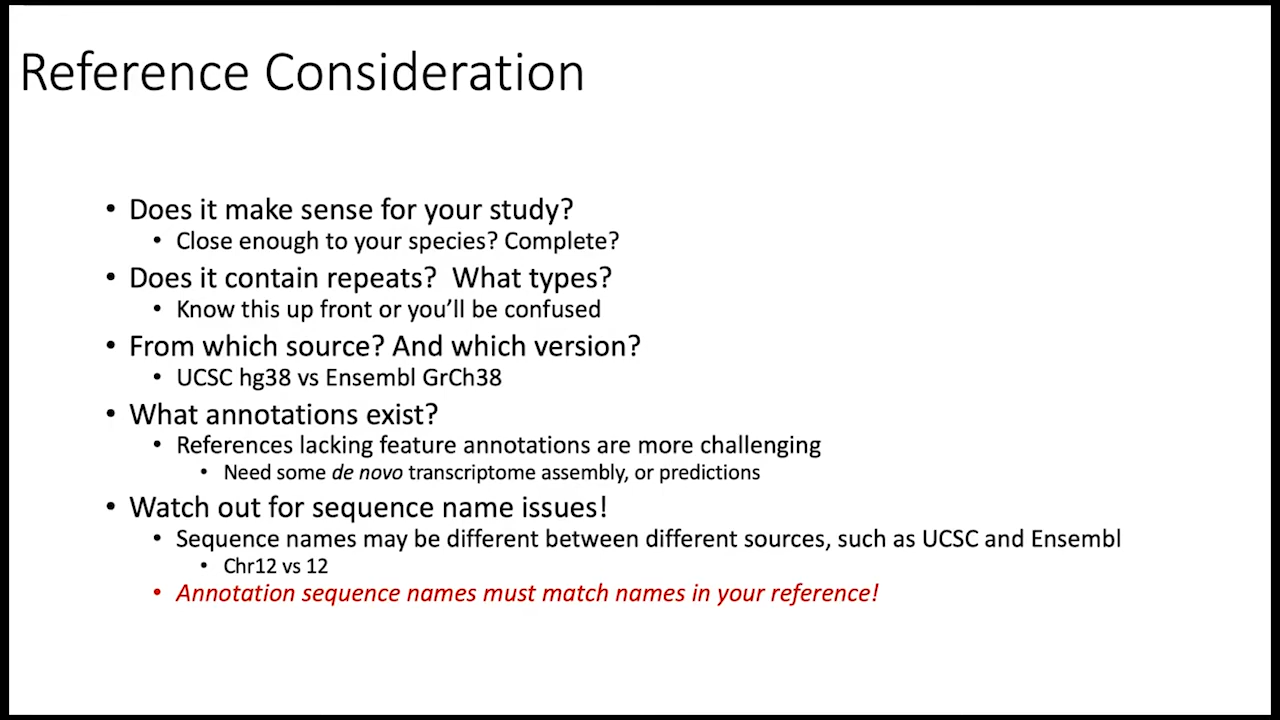 Reference Consideration
• Does it make sense for your study?
• Close enough to your species? Complete?
• Does it contain repeats?  What types?
• Know this up front or you’ll be confused
• From which source? And which version?
• UCSC hg38 vs Ensembl GrCh38
• What annotations exist?
• References lacking feature annotations are more challenging
• Need some de novo transcriptome assembly, or predictions
• Watch out for sequence name issues!
• Sequence names may be different between different sources, such as UCSC and Ensembl
• Chr12 vs 12
• Annotation sequence names must match names in your reference!